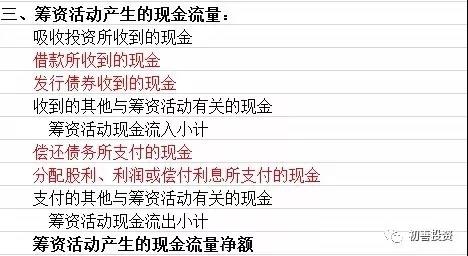 三、筹资活动产生的现金流量：
吸收投资所收到的现金
借款所收到的现金
发行债券收到的现金
收到的其他与筹资活动有关的现金
筹资活动现金流入小计
偿还债务所支付的现金
分配股利、利润或偿付利息所支付的现金
支付的其他与筹资活动有关的现金
筹资活动现金流出小计
筹资活动产生的现金流量净额
初善投资